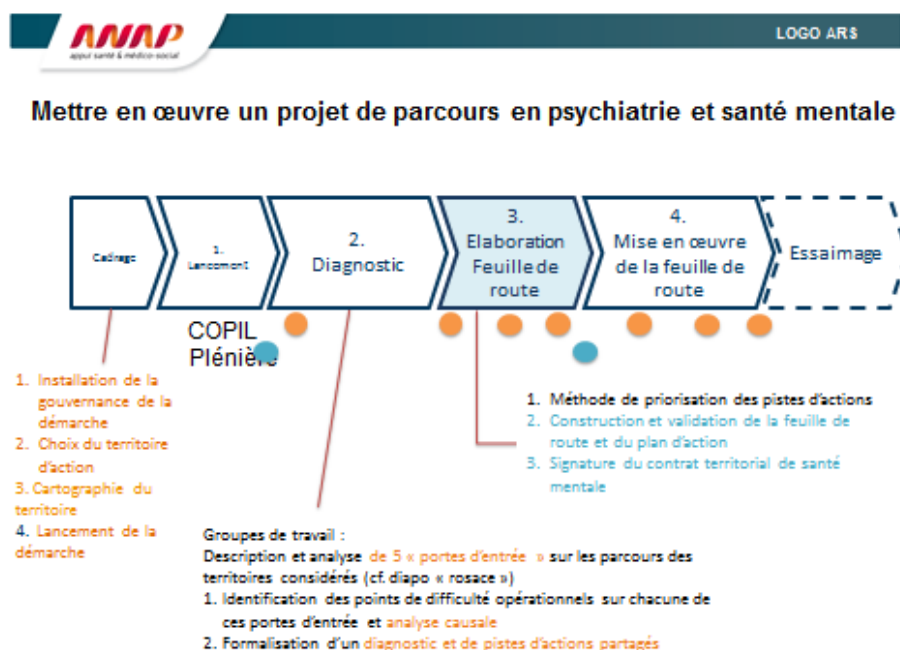 ANAP
appui santé & médico-social
LOGO ARS
Mettre en œuvre un projet de parcours en psychiatrie et santé mentale
Cadrage
1.
Lancement
2.
Diagnostic
3.
Elaboration
Feuille de
route
4.
Mise en œuvre
de la feuille de
route
Essaimage
COPIL
Plénière
1. Installation de la
gouvernance de la
démarche
2. Choix du territoire
d'action
3. Cartographie du
territoire
4. Lancement de la
démarche
1. Méthode de priorisation des pistes d'actions
2. Construction et validation de la feuille de
route et du plan d'action
3. Signature du contrat territorial de santé
mentale
Groupes de travail :
Description et analyse de 5 « portes d'entrée » sur les parcours des
territoires considérés (cf. diapo « rosace »)
1. Identification des points de difficulté opérationnels sur chacune de
ces portes d'entrée et analyse causale
2. Formalisation d'un diagnostic et de pistes d'actions partagés